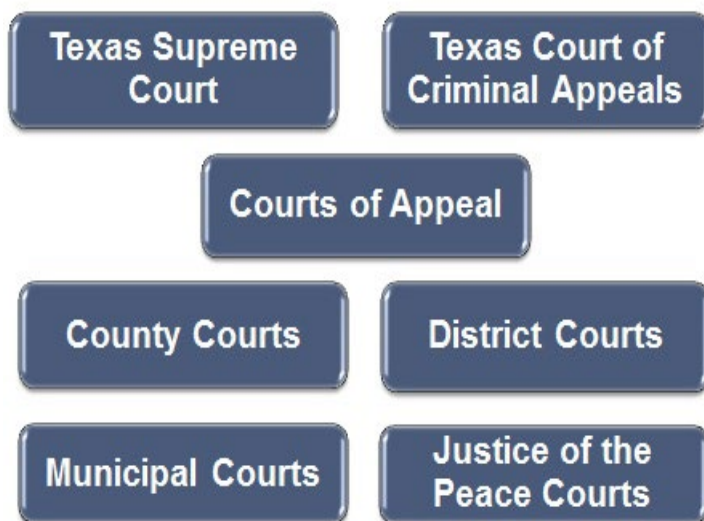 Texas Supreme
Court
Texas Court of
Criminal Appeals
Courts of Appeal
County Courts
District Courts
Municipal Courts
Justice of the
Peace Courts